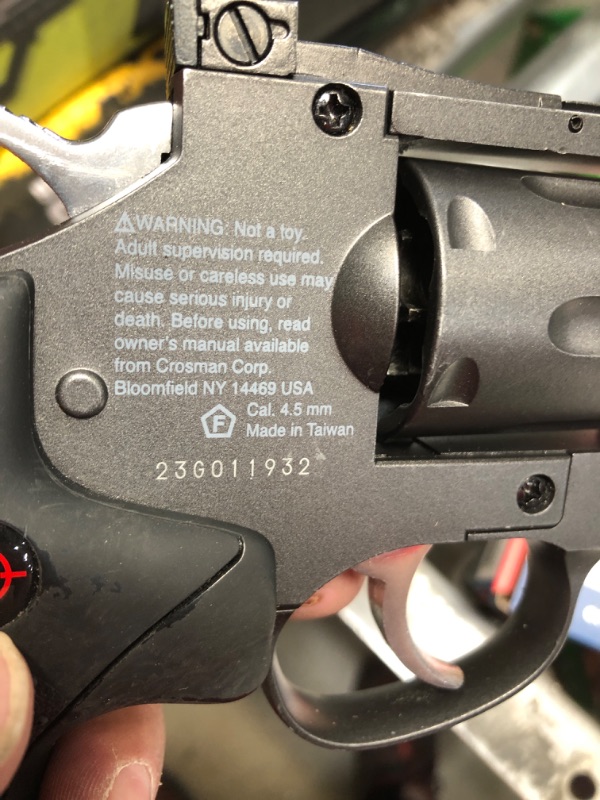 ⚠WARNING: Not a toy.
Adult supervision required.
Misuse or careless use may
cause serious injury or
death. Before using, read
owner's manual available
from Crosman Corp.
Bloomfield NY 14469 USA
F Cal. 4.5 mm
Made in Taiwan
23G011932